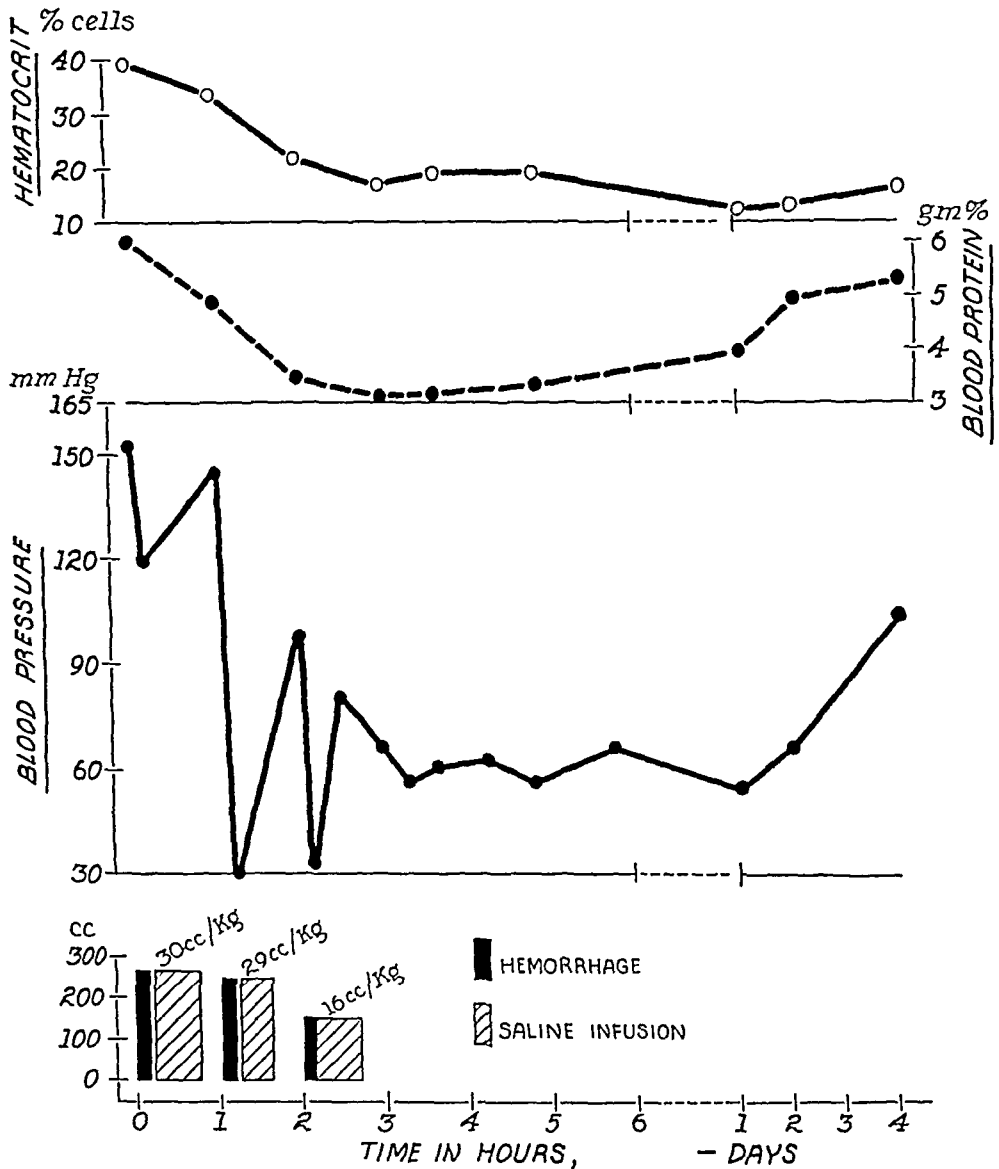 % cells
HEMATOCRIT
40
30
20
10
gm%
6
5
4
3
BLOOD PROTEIN
mm Hg
165
150
120
90
60
30
BLOOD PRESSURE
cc
300
200
100
0
30cc/Kg
29cc/Kg
16cc/Kg
HEMORRHAGE
SALINE INFUSION
0 1 2 3 4 5 6 1 2 3 4
TIME IN HOURS, - DAYS